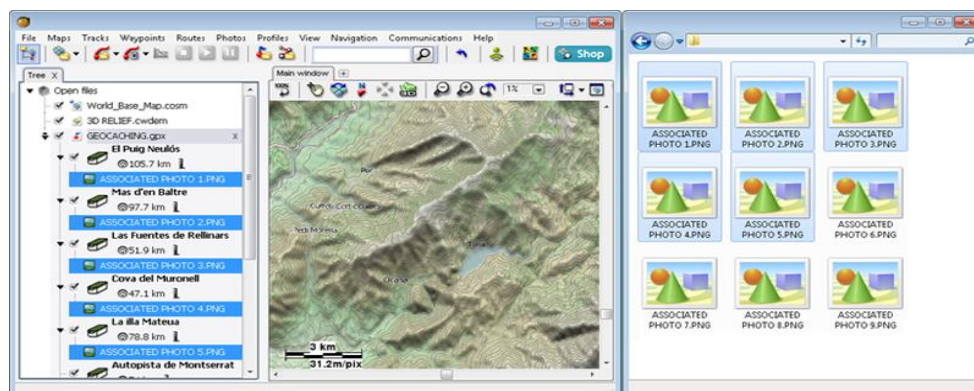 File Maps Tracks Waypoints Routes Photos Profiles View Navigation Communications Help
Shop
Tree X
Open files
World_Base_Map.cosm
3D RELIEF.cwdem
GEOCACHING.gpx x
El Puig Neulós
105.7 km
ASSOCIATED PHOTO 1.PNG
Mas d'en Baltre
97.7 km
ASSOCIATED PHOTO 2.PNG
Las Fuentes de Rellinars
51.9 km
ASSOCIATED PHOTO 3.PNG
Cova del Muronell
47.1 km
ASSOCIATED PHOTO 4.PNG
La illa Mateua
78.8 km
ASSOCIATED PHOTO 5.PNG
Autopista de Montserrat
Main window
100%
1%
3 km
31.2m/pix
ASSOCIATED
PHOTO 1.PNG
ASSOCIATED
PHOTO 2.PNG
ASSOCIATED
PHOTO 3.PNG
ASSOCIATED
PHOTO 4.PNG
ASSOCIATED
PHOTO 5.PNG
ASSOCIATED
PHOTO 6.PNG
ASSOCIATED
PHOTO 7.PNG
ASSOCIATED
PHOTO 8.PNG
ASSOCIATED
PHOTO 9.PNG